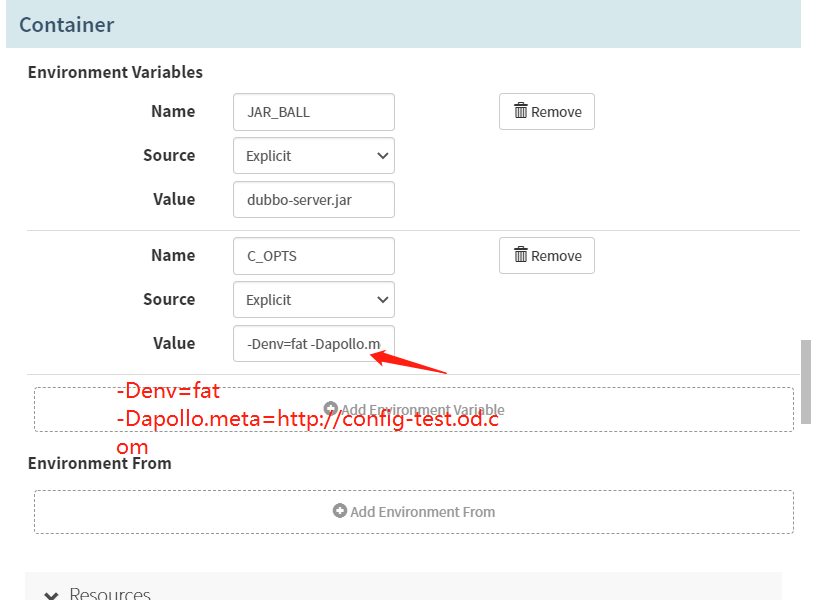 Container
Environment Variables
Name JAR_BALL Remove
Source Explicit
Value dubbo-server.jar
Name C_OPTS Remove
Source Explicit
Value -Denv=fat -Dapollo.m
-Denv=fat
Add Environment Variable
-Dapollo.meta=http://config-test.od.c
om
Environment From
Add Environment From
Resources